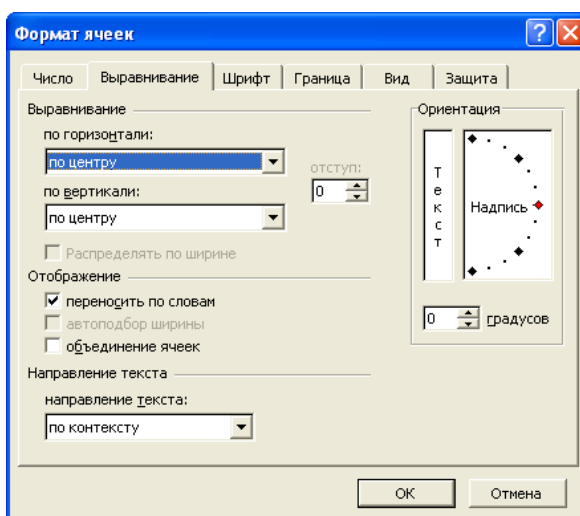 Формат ячеек
Число Выравнивание Шрифт Граница Вид Защита
Выравнивание
по горизонтали:
по центру
отступ:
0
по вертикали:
по центру
Распределять по ширине
Отображение
переносить по словам
автоподбор ширины
объединение ячеек
Направление текста
направление текста:
по контексту
Ориентация
Текст
Надпись
0 градусов
ОК Отмена